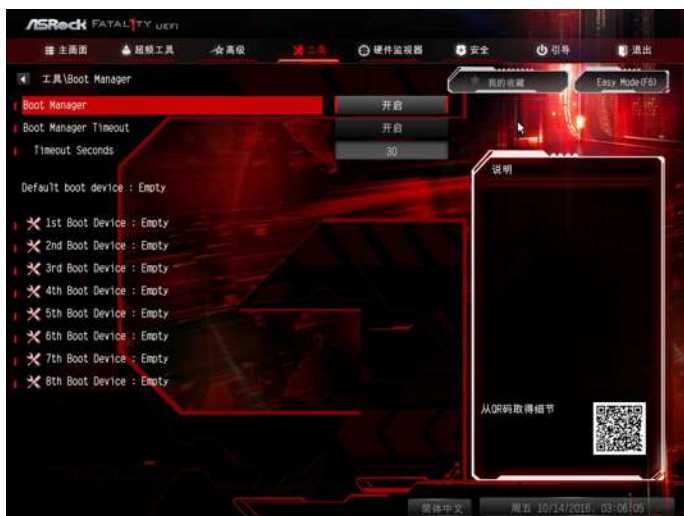 ASRock FATAL1TY UEFI
主画面 超频工具 高级 工具 硬件监视器 安全 引导 退出
工具\Boot Manager 我的收藏 Easy Mode(F6)
Boot Manager 开启
Boot Manager Timeout 开启
Timeout Seconds 30
说明
Default boot device : Empty
1st Boot Device : Empty
2nd Boot Device : Empty
3rd Boot Device : Empty
4th Boot Device : Empty
5th Boot Device : Empty
6th Boot Device : Empty
7th Boot Device : Empty
8th Boot Device : Empty
从QR码取得细节
简体中文 周五 10/14/2016. 03:06:05